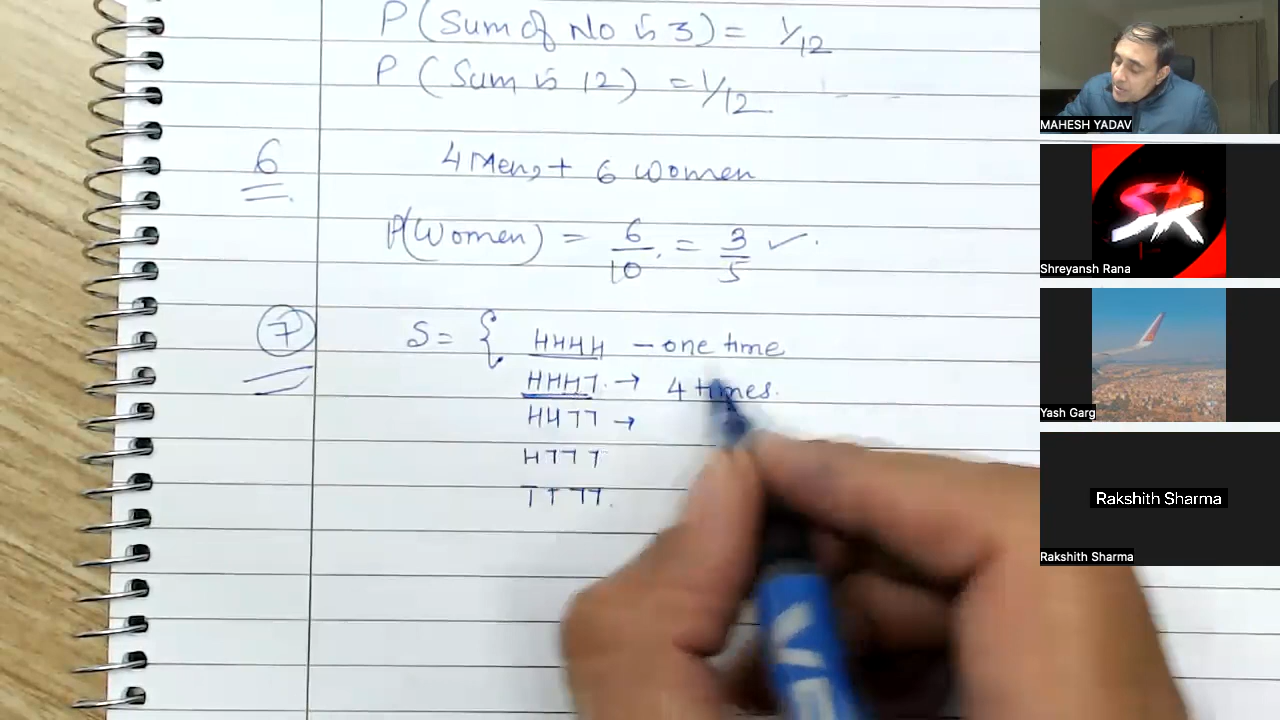 P(Sum of No is 3) = 1/12
P (Sum is 12) = 1/12.
6
4 Men, + 6 Women
P(Women) = 6/10 = 3/5 ✓.
7
S = { HHHH - one time
HHHT. → 4 times.
HHTT →
HTTT
TTTT.
MAHESH YADAV
SR
Shreyansh Rana
Yash Garg
Rakshith Sharma
Rakshith Sharma